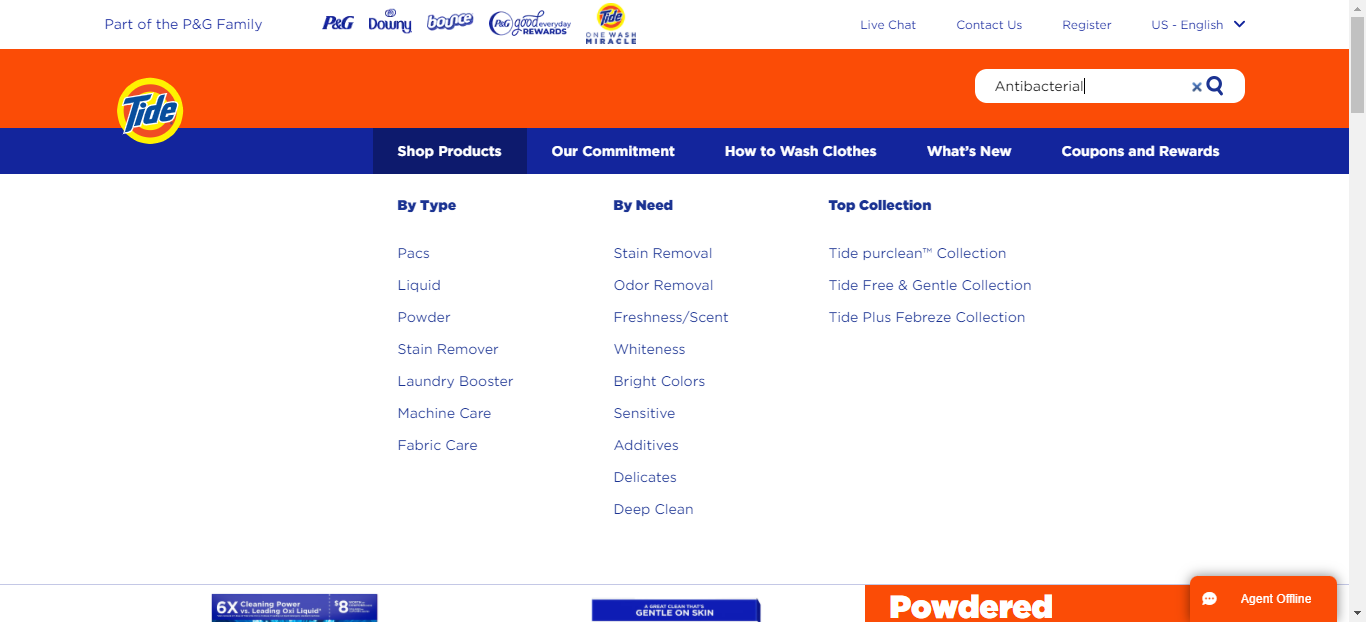 Part of the P&G Family
P&G
Downy
bounce
P&G good everyday
REWARDS
Tide
ONE WASH
MIRACLE
Live Chat
Contact Us
Register
US - English
Tide
Antibacterial
Shop Products
Our Commitment
How to Wash Clothes
What's New
Coupons and Rewards
By Type
Pacs
Liquid
Powder
Stain Remover
Laundry Booster
Machine Care
Fabric Care
By Need
Stain Removal
Odor Removal
Freshness/Scent
Whiteness
Bright Colors
Sensitive
Additives
Delicates
Deep Clean
Top Collection
Tide purclean™ Collection
Tide Free & Gentle Collection
Tide Plus Febreze Collection
6X Cleaning Power
vs. Leading Oxi Liquid*
$8
A GREAT CLEAN THAT'S
GENTLE ON SKIN
Powdered
Agent Offline